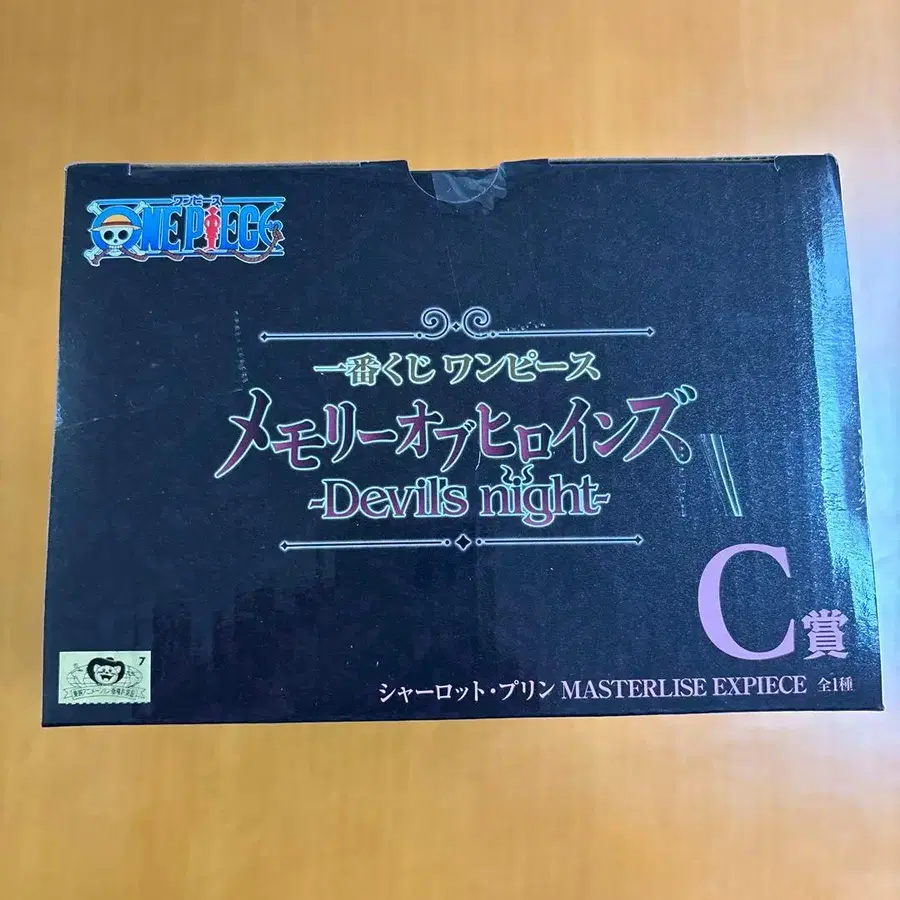 ワンピース
ONE PIECE
一番くじ ワンピース
メモリーオブヒロインズ
-Devil's night-
C賞
シャーロット・プリン MASTERLISE EXPIECE 全1種
7